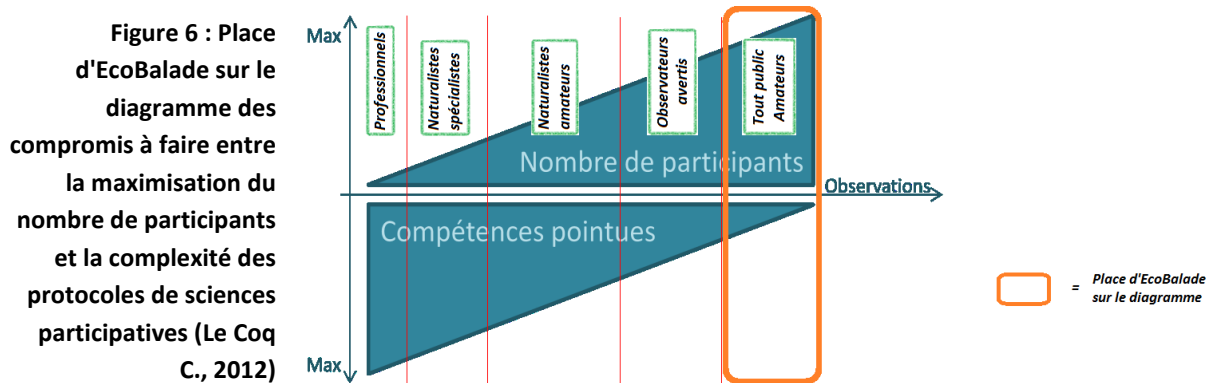 Figure 6 : Place
d'EcoBalade sur le
diagramme des
compromis à faire entre
la maximisation du
nombre de participants
et la complexité des
protocoles de sciences
participatives (Le Coq
C., 2012)
Max
Professionnels
Naturalistes
spécialistes
Naturalistes
amateurs
Observateurs
avertis
Tout public
Amateurs
Nombre de participants
Observations
Compétences pointues
Max
= Place d'EcoBalade
sur le diagramme